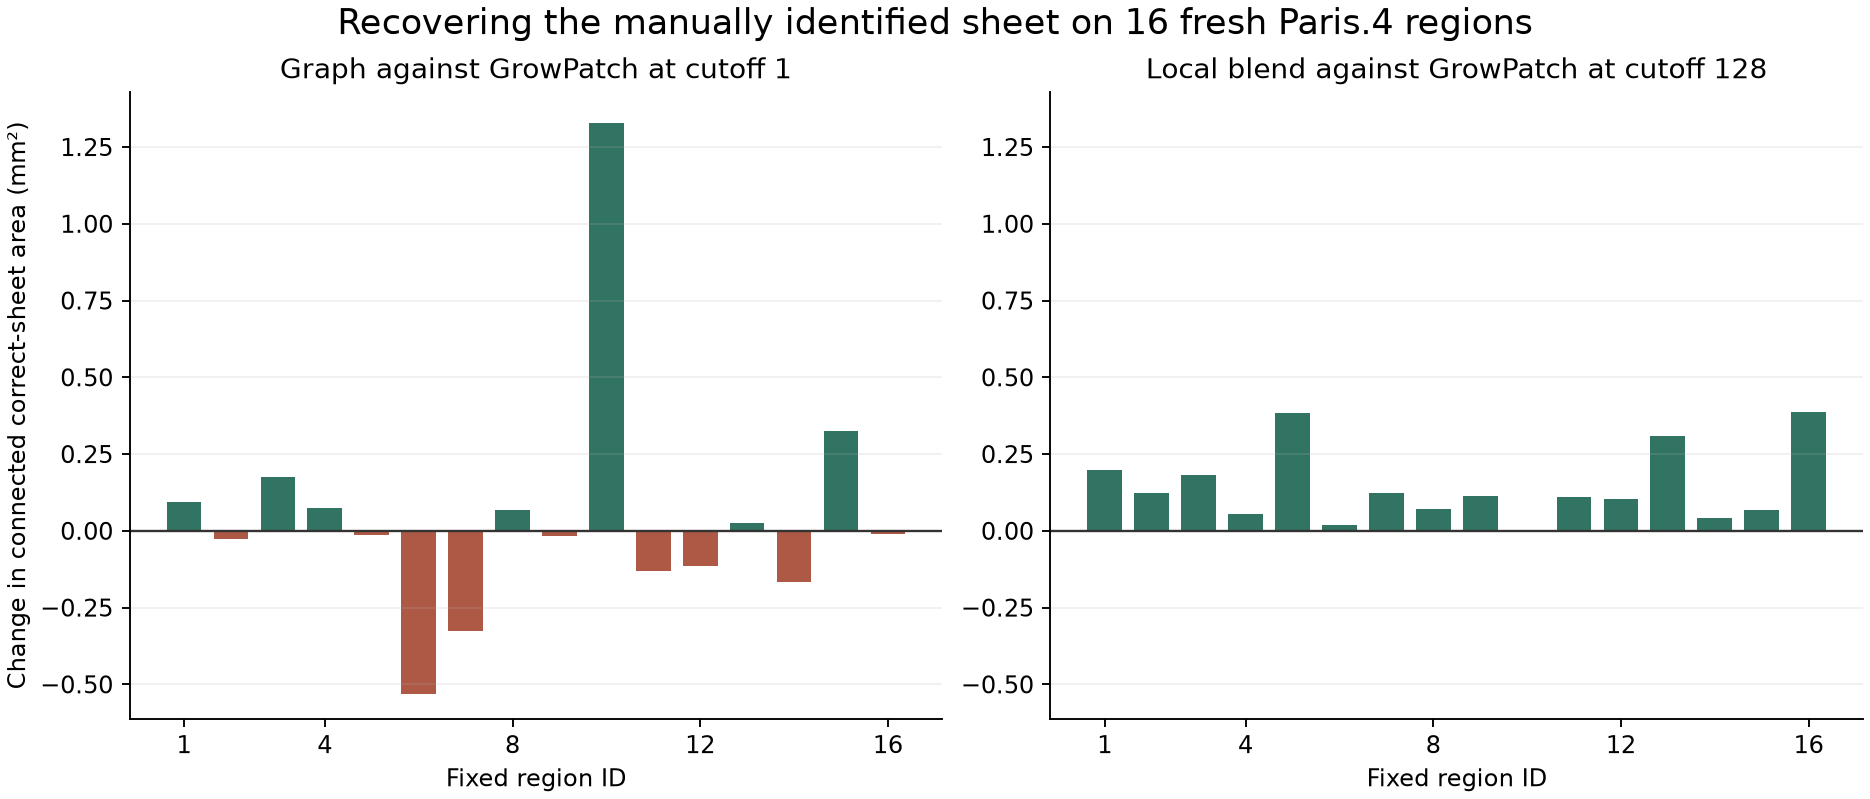 Recovering the manually identified sheet on 16 fresh Paris.4 regions
Graph against GrowPatch at cutoff 1
Change in connected correct-sheet area (mm²)
1.25
1.00
0.75
0.50
0.25
0.00
−0.25
−0.50
1 4 8 12 16
Fixed region ID
Local blend against GrowPatch at cutoff 128
1.25
1.00
0.75
0.50
0.25
0.00
−0.25
−0.50
1 4 8 12 16
Fixed region ID